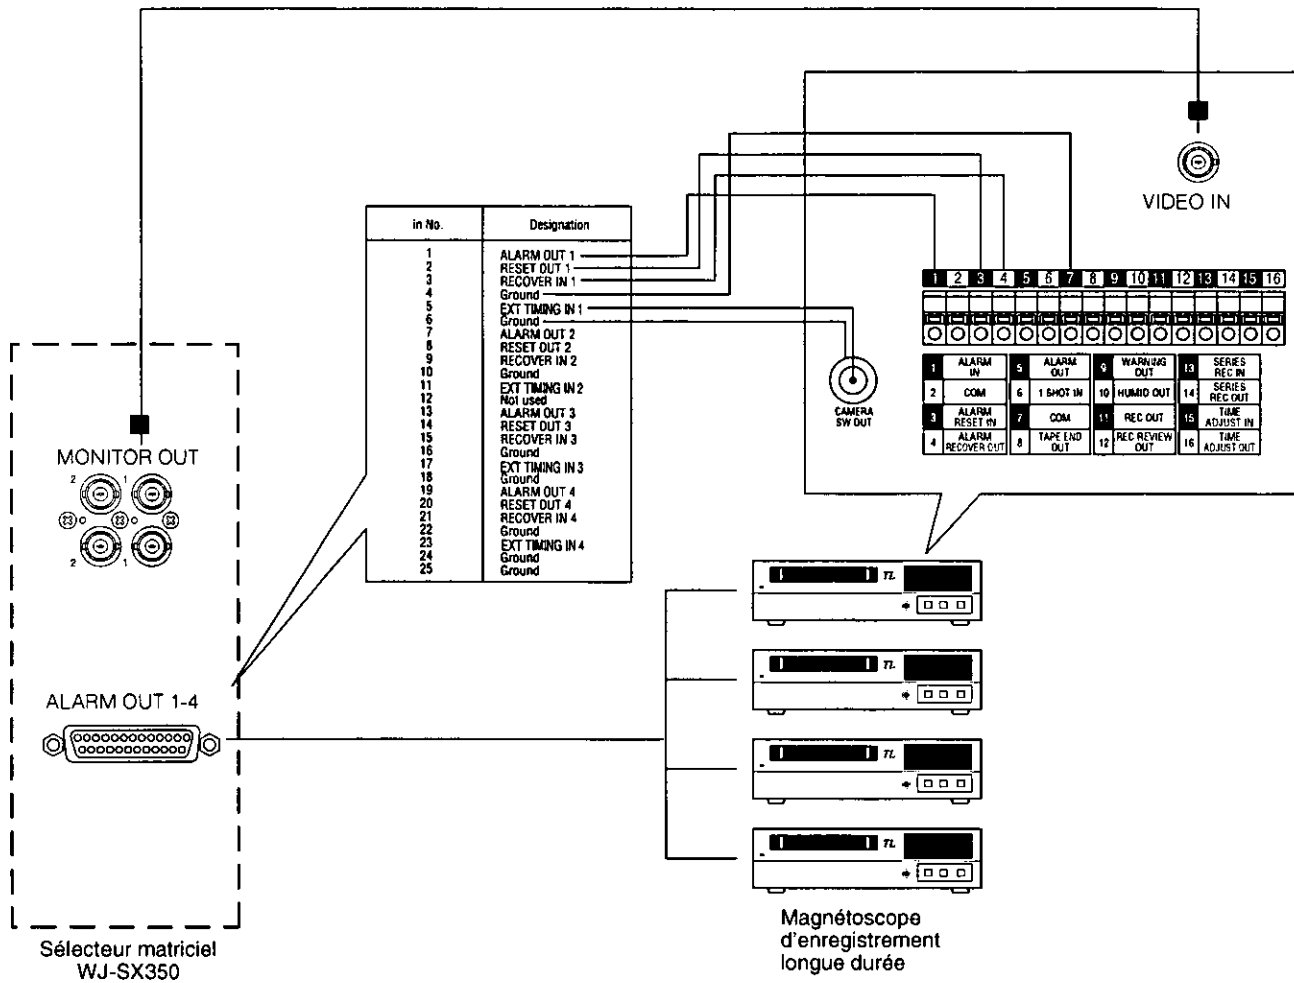 VIDEO IN
in No. Designation
1 ALARM OUT 1
2 RESET OUT 1
3 RECOVER IN 1
4 Ground
5 EXT TIMING IN 1
6 Ground
7 ALARM OUT 2
8 RESET OUT 2
9 RECOVER IN 2
10 Ground
11 EXT TIMING IN 2
12 Not used
13 ALARM OUT 3
14 RESET OUT 3
15 RECOVER IN 3
16 Ground
17 EXT TIMING IN 3
18 Ground
19 ALARM OUT 4
20 RESET OUT 4
21 RECOVER IN 4
22 Ground
23 EXT TIMING IN 4
24 Ground
25 Ground
1 2 3 4 5 6 7 8 9 10 11 12 13 14 15 16
1 ALARM IN
2 COM
3 ALARM RESET IN
4 ALARM RECOVER OUT
5 ALARM OUT
6 1 SHOT IN
7 COM
8 TAPE END OUT
9 WARNING OUT
10 HUMID OUT
11 REC OUT
12 REC REVIEW OUT
13 SERIES REC IN
14 SERIES REC OUT
15 TIME ADJUST IN
16 TIME ADJUST OUT
CAMERA
SW OUT
MONITOR OUT
2 1
2 1
ALARM OUT 1-4
TL
TL
TL
TL
Sélecteur matriciel
WJ-SX350
Magnétoscope
d'enregistrement
longue durée